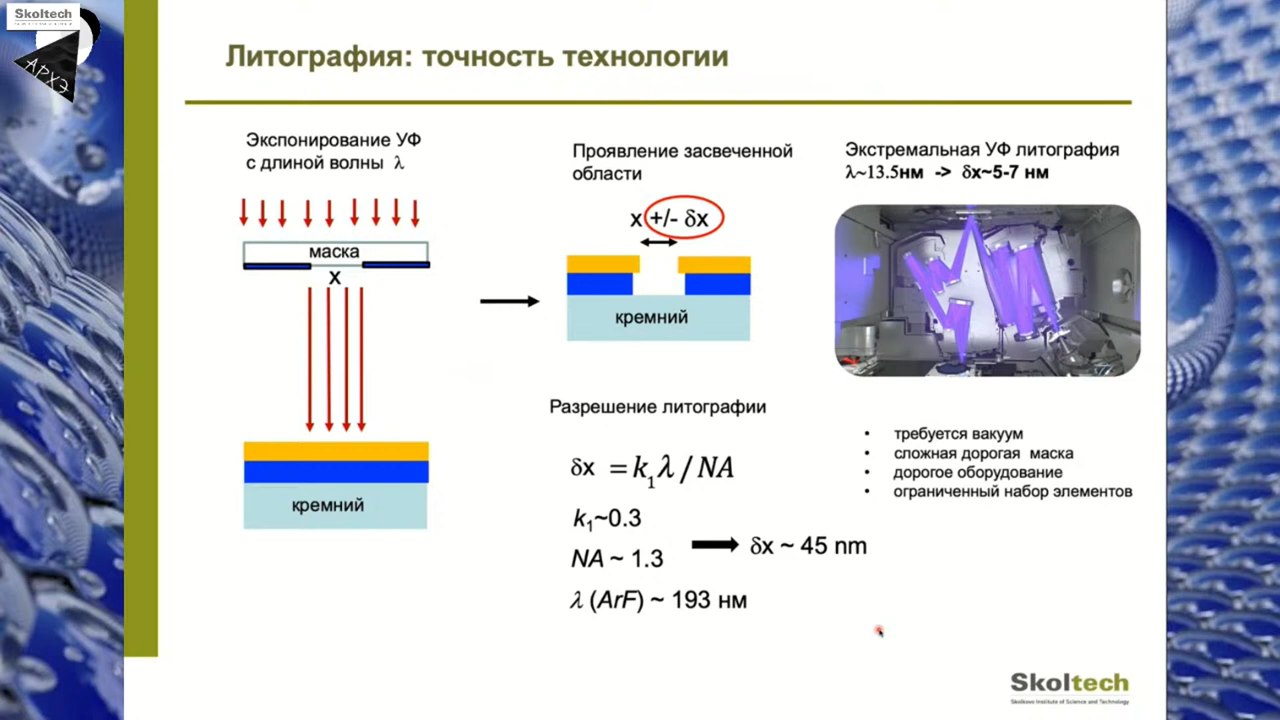 Skoltech
АРХЭ
Литография: точность технологии
Экспонирование УФ
с длиной волны λ
маска
X
кремний
Проявление засвеченной
области
x +/- δx
кремний
Экстремальная УФ литография
λ~13.5нм -> δx~5-7 нм
Разрешение литографии
δx = k₁λ / NA
k₁~0.3
NA ~ 1.3
λ (ArF) ~ 193 нм
δx ~ 45 nm
• требуется вакуум
• сложная дорогая маска
• дорогое оборудование
• ограниченный набор элементов
Skoltech
Skolkovo Institute of Science and Technology